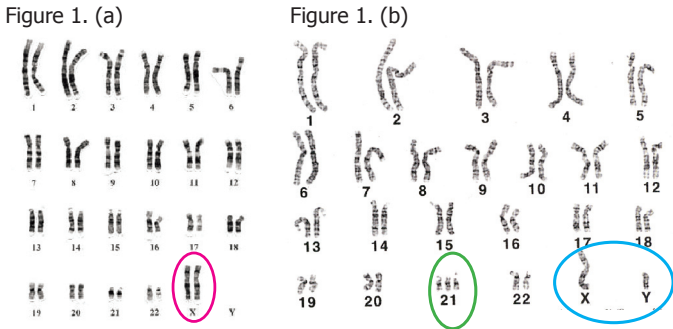 Figure 1. (a)
Figure 1. (b)
1 2 3 4 5 6
7 8 9 10 11 12
13 14 15 16 17 18
19 20 21 22 X Y
1 2 3 4 5
6 7 8 9 10 11 12
13 14 15 16 17 18
19 20 21 22 X Y